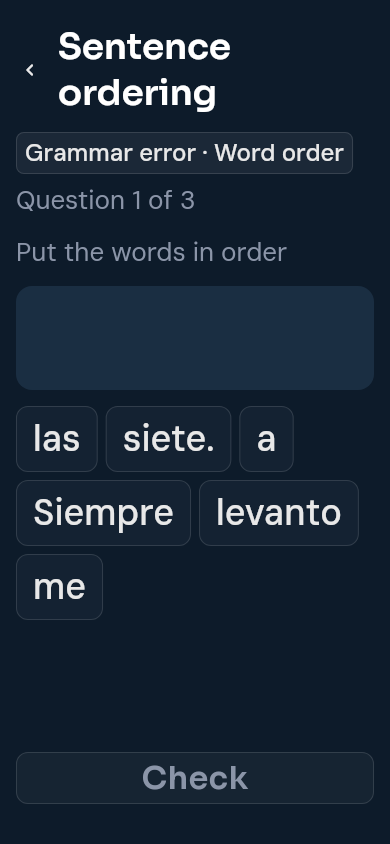 Sentence
ordering
Grammar error · Word order
Question 1 of 3
Put the words in order
las siete. a
Siempre levanto
me
Check